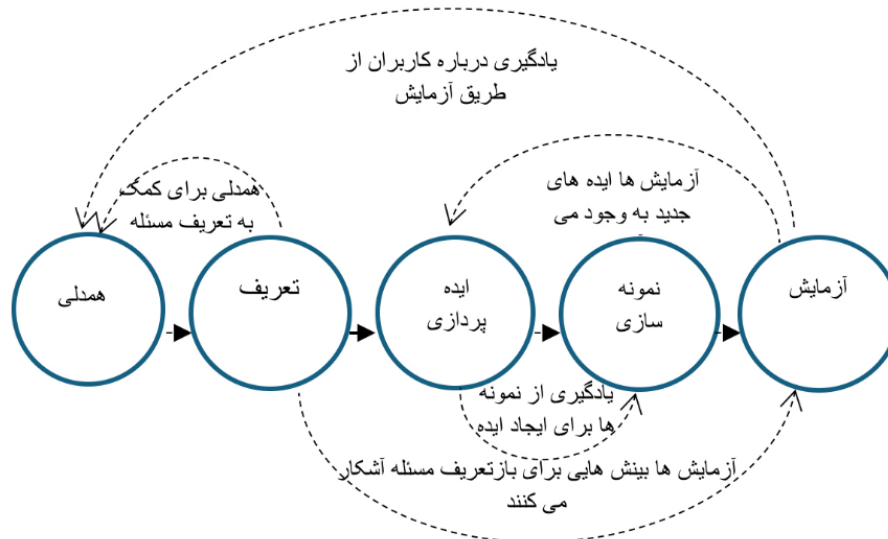 یادگیری درباره کاربران از
طریق آزمایش
همدلی برای کمک
به تعریف مسئله
آزمایش ها ایده های
جدید به وجود می
همدلی
تعریف
ایده
پردازی
نمونه
سازی
آزمایش
یادگیری از نمونه
ها برای ایجاد ایده
آزمایش ها بینش هایی برای بازتعریف مسئله آشکار
می کنند